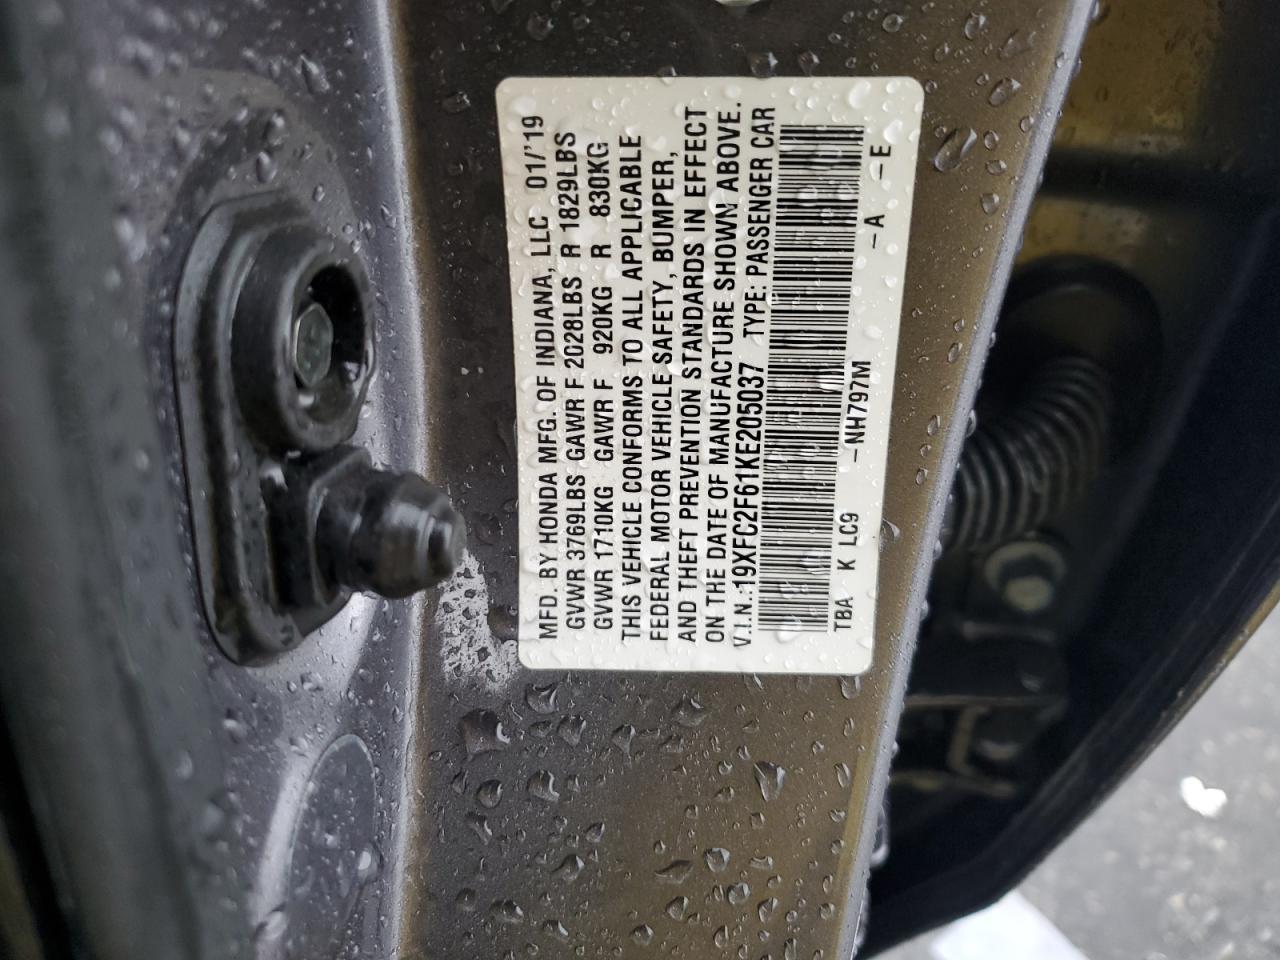 MFD. BY HONDA MFG. OF INDIANA, LLC 01/'19
GVWR 3769LBS GAWR F 2028LBS R 1829LBS
GVWR 1710KG GAWR F 920KG R 830KG
THIS VEHICLE CONFORMS TO ALL APPLICABLE
FEDERAL MOTOR VEHICLE SAFETY, BUMPER,
AND THEFT PREVENTION STANDARDS IN EFFECT
ON THE DATE OF MANUFACTURE SHOWN ABOVE.
V.I.N.:19XFC2F61KE205037 TYPE: PASSENGER CAR
TBA K LC9 -NH797M -A -E